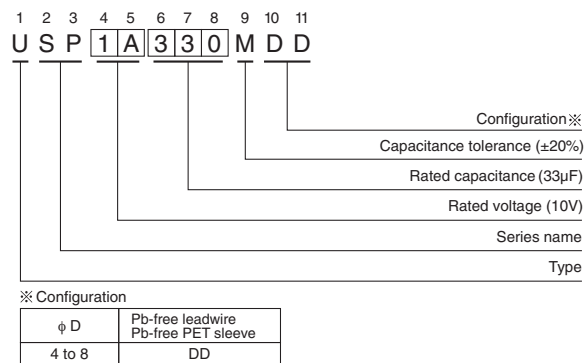 1 2 3 4 5 6 7 8 9 10 11
U S P 1 A 3 3 0 M D D
Configuration※
Capacitance tolerance (±20%)
Rated capacitance (33µF)
Rated voltage (10V)
Series name
Type
※ Configuration
ϕ D
Pb-free leadwire
Pb-free PET sleeve
4 to 8 DD